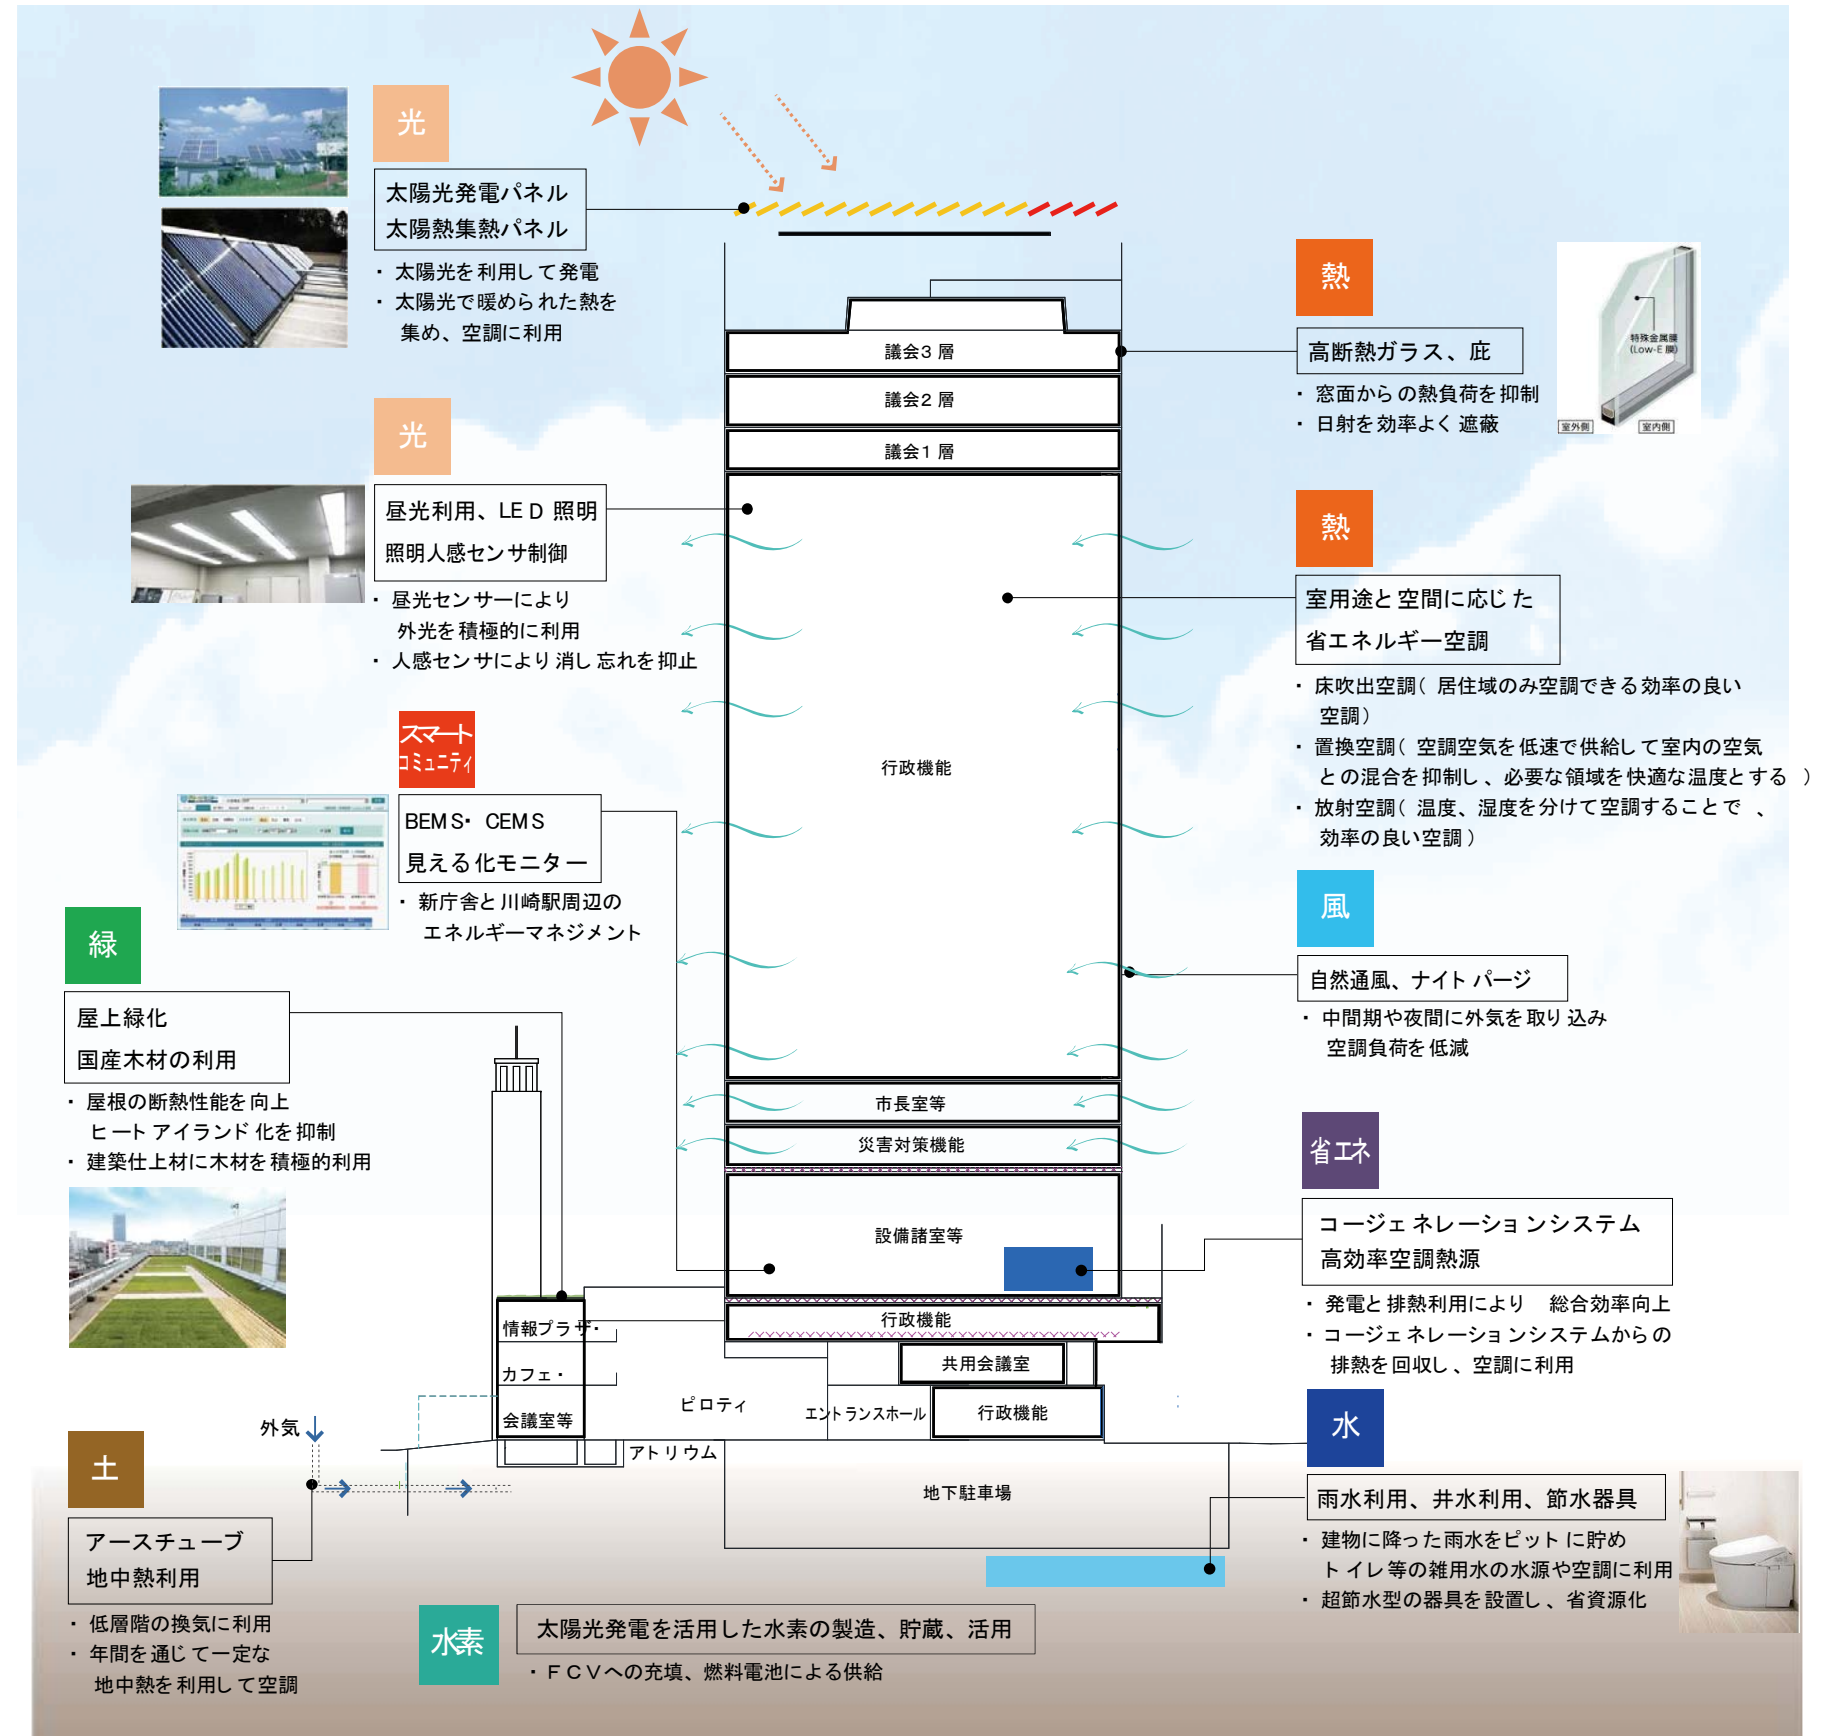 光
太陽光発電パネル
太陽熱集熱パネル
・太陽光を利用して発電
・太陽光で暖められた熱を
集め、空調に利用
光
昼光利用、LED 照明
照明人感センサ制御
・昼光センサーにより
外光を積極的に利用
・人感センサにより消し忘れを抑止
スマート
コミュニティ
BEMS・CEMS
見える化モニター
・新庁舎と川崎駅周辺の
エネルギーマネジメント
緑
屋上緑化
国産木材の利用
・屋根の断熱性能を向上
ヒートアイランド化を抑制
・建築仕上材に木材を積極的利用
土
アースチューブ
地中熱利用
・低層階の換気に利用
・年間を通じて一定な
地中熱を利用して空調
外気
水素
太陽光発電を活用した水素の製造、貯蔵、活用
・FCVへの充填、燃料電池による供給
議会3層
議会2層
議会1層
行政機能
市長室等
災害対策機能
設備諸室等
行政機能
情報プラザ・
カフェ・
会議室等
共用会議室
ピロティ
エントランスホール
行政機能
アトリウム
地下駐車場
熱
高断熱ガラス、庇
・窓面からの熱負荷を抑制
・日射を効率よく遮蔽
特殊金属膜
(Low-E膜)
室外側
室内側
熱
室用途と空間に応じた
省エネルギー空調
・床吹出空調(居住域のみ空調できる効率の良い
空調)
・置換空調(空調空気を低速で供給して室内の空気
との混合を抑制し、必要な領域を快適な温度とする)
・放射空調(温度、湿度を分けて空調することで、
効率の良い空調)
風
自然通風、ナイトパージ
・中間期や夜間に外気を取り込み
空調負荷を低減
省エネ
コージェネレーションシステム
高効率空調熱源
・発電と排熱利用により 総合効率向上
・コージェネレーションシステムからの
排熱を回収し、空調に利用
水
雨水利用、井水利用、節水器具
・建物に降った雨水をピットに貯め
トイレ等の雑用水の水源や空調に利用
・超節水型の器具を設置し、省資源化